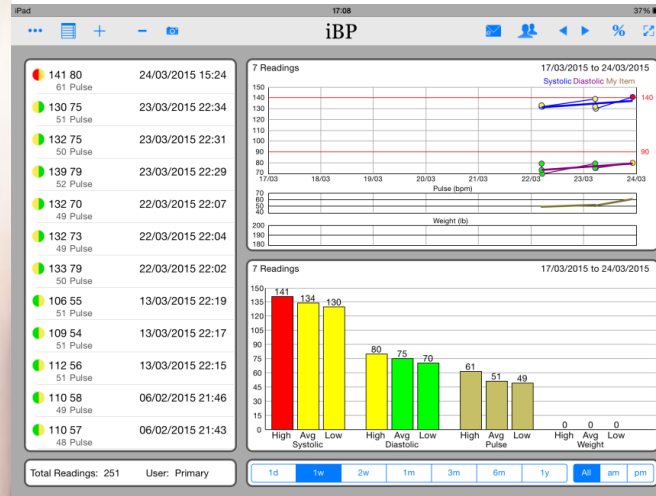 iPad 17:08 37%
iBP
%
141 80 24/03/2015 15:24
61 Pulse
130 75 23/03/2015 22:34
51 Pulse
132 75 23/03/2015 22:31
50 Pulse
139 79 23/03/2015 22:29
52 Pulse
132 70 22/03/2015 22:07
49 Pulse
132 73 22/03/2015 22:04
49 Pulse
133 79 22/03/2015 22:02
50 Pulse
106 55 13/03/2015 22:19
51 Pulse
109 54 13/03/2015 22:17
51 Pulse
112 56 13/03/2015 22:15
51 Pulse
110 58 06/02/2015 21:46
49 Pulse
110 57 06/02/2015 21:43
48 Pulse
Total Readings: 251 User: Primary
7 Readings 17/03/2015 to 24/03/2015
Systolic Diastolic My Item
150
140 140
130
120
110
100
90 90
80
70
17/03 18/03 19/03 20/03 21/03 22/03 23/03 24/03
Pulse (bpm)
70
60
50
40
Weight (lb)
200
190
180
7 Readings 17/03/2015 to 24/03/2015
150
135
120
105
90
75
60
45
30
15
0
141 134 130
80 75 70
61 51 49
0 0 0
High Avg Low High Avg Low High Avg Low High Avg Low
Systolic Diastolic Pulse Weight
1d 1w 2w 1m 3m 6m 1y All am pm